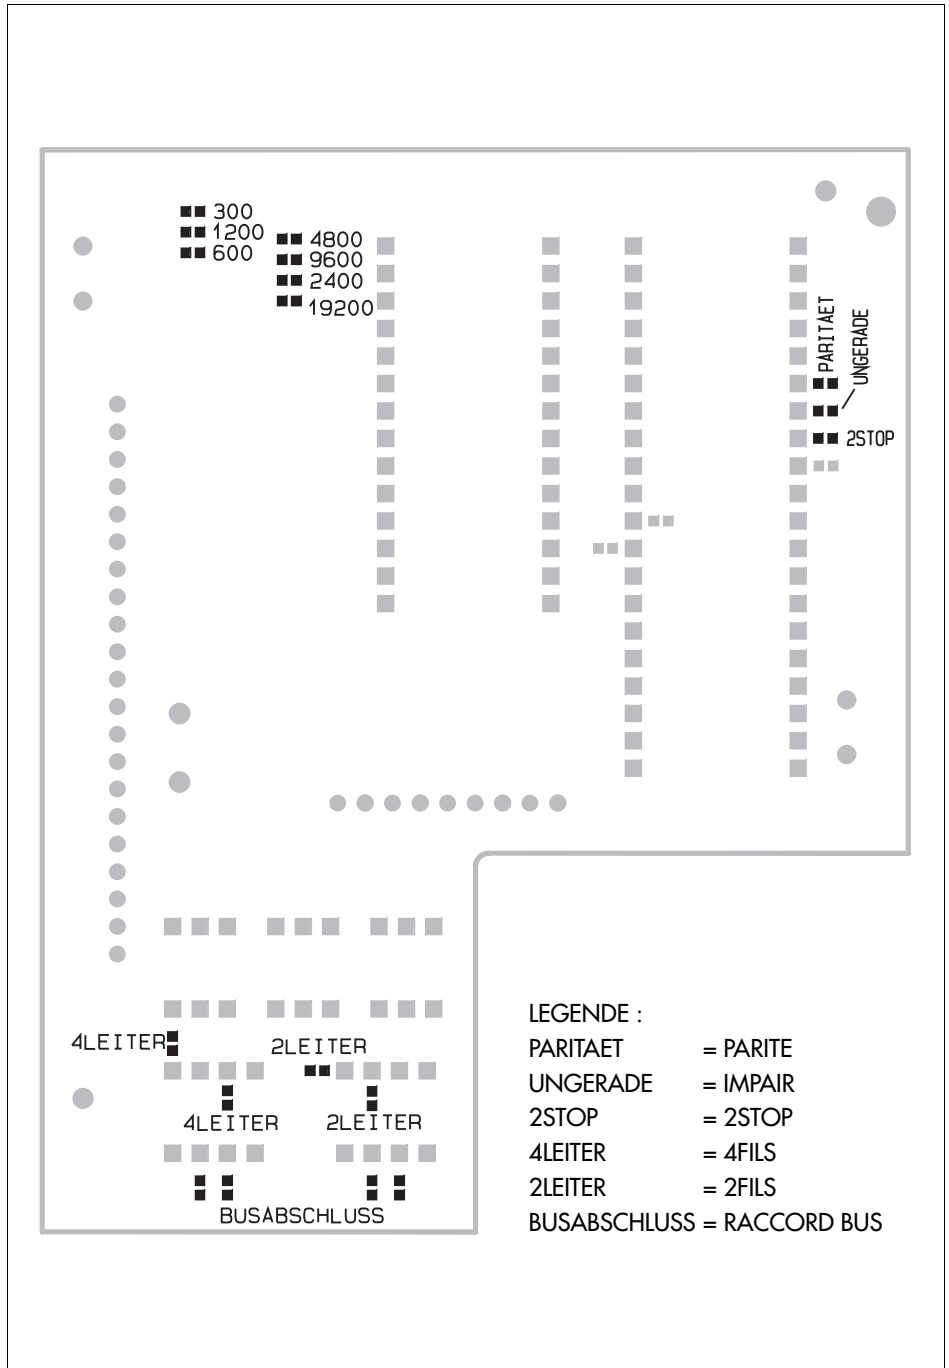 300
1200
600
4800
9600
2400
19200
PARITAET
UNGERADE
2STOP
4LEITER
2LEITER
4LEITER
2LEITER
BUSABSCHLUSS
LEGENDE :
PARITAET = PARITE
UNGERADE = IMPAIR
2STOP = 2STOP
4LEITER = 4FILS
2LEITER = 2FILS
BUSABSCHLUSS = RACCORD BUS